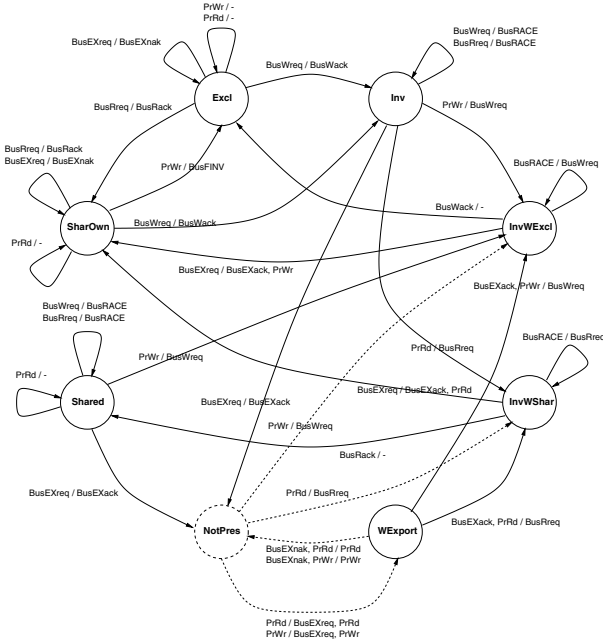 PrWr / -
PrRd / -
BusEXreq / BusEXnak
BusWreq / BusRACE
BusRreq / BusRACE
BusWreq / BusWack
Excl
Inv
BusRreq / BusRack
PrWr / BusWreq
BusRreq / BusRack
BusEXreq / BusEXnak
PrWr / BusFINV
BusRACE / BusWreq
BusWack / -
SharOwn
BusWreq / BusWack
InvWExcl
PrRd / -
BusEXreq / BusEXack, PrWr
BusEXack, PrWr / BusWreq
BusWreq / BusRACE
BusRreq / BusRACE
BusRACE / BusRreq
PrRd / BusRreq
PrWr / BusWreq
PrRd / -
BusEXreq / BusEXack, PrRd
Shared
BusEXreq / BusEXack
InvWShar
PrWr / BusWreq
BusRack / -
BusEXreq / BusEXack
PrRd / BusRreq
BusEXack, PrRd / BusRreq
NotPres
WExport
BusEXnak, PrRd / PrRd
BusEXnak, PrWr / PrWr
PrRd / BusEXreq, PrRd
PrWr / BusEXreq, PrWr